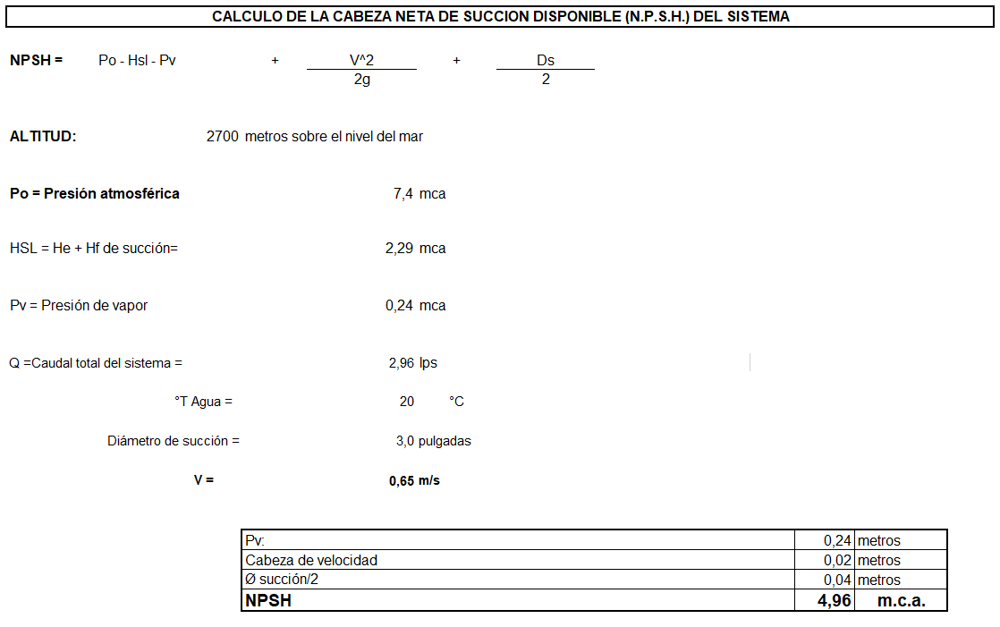 CALCULO DE LA CABEZA NETA DE SUCCION DISPONIBLE (N.P.S.H.) DEL SISTEMA
NPSH = Po - Hsl - Pv + V^2 + Ds
2g 2
ALTITUD: 2700 metros sobre el nivel del mar
Po = Presión atmosférica 7,4 mca
HSL = He + Hf de succión= 2,29 mca
Pv = Presión de vapor 0,24 mca
Q =Caudal total del sistema = 2,96 lps
°T Agua = 20 °C
Diámetro de succión = 3,0 pulgadas
V = 0,65 m/s
Pv: 0,24 metros
Cabeza de velocidad 0,02 metros
Ø succión/2 0,04 metros
NPSH 4,96 m.c.a.